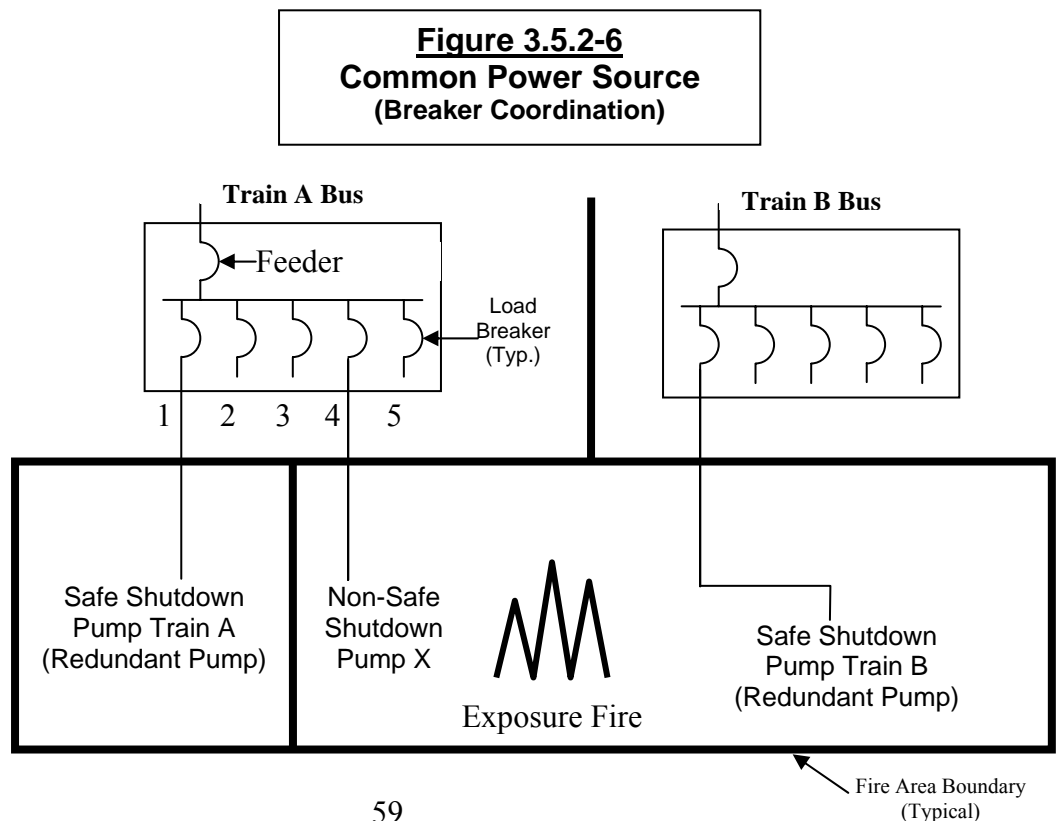 Figure 3.5.2-6
Common Power Source
(Breaker Coordination)
Train A Bus
Train B Bus
Feeder
Load
Breaker
(Typ.)
1 2 3 4 5
Safe Shutdown
Pump Train A
(Redundant Pump)
Non-Safe
Shutdown
Pump X
Exposure Fire
Safe Shutdown
Pump Train B
(Redundant Pump)
Fire Area Boundary
(Typical)
59